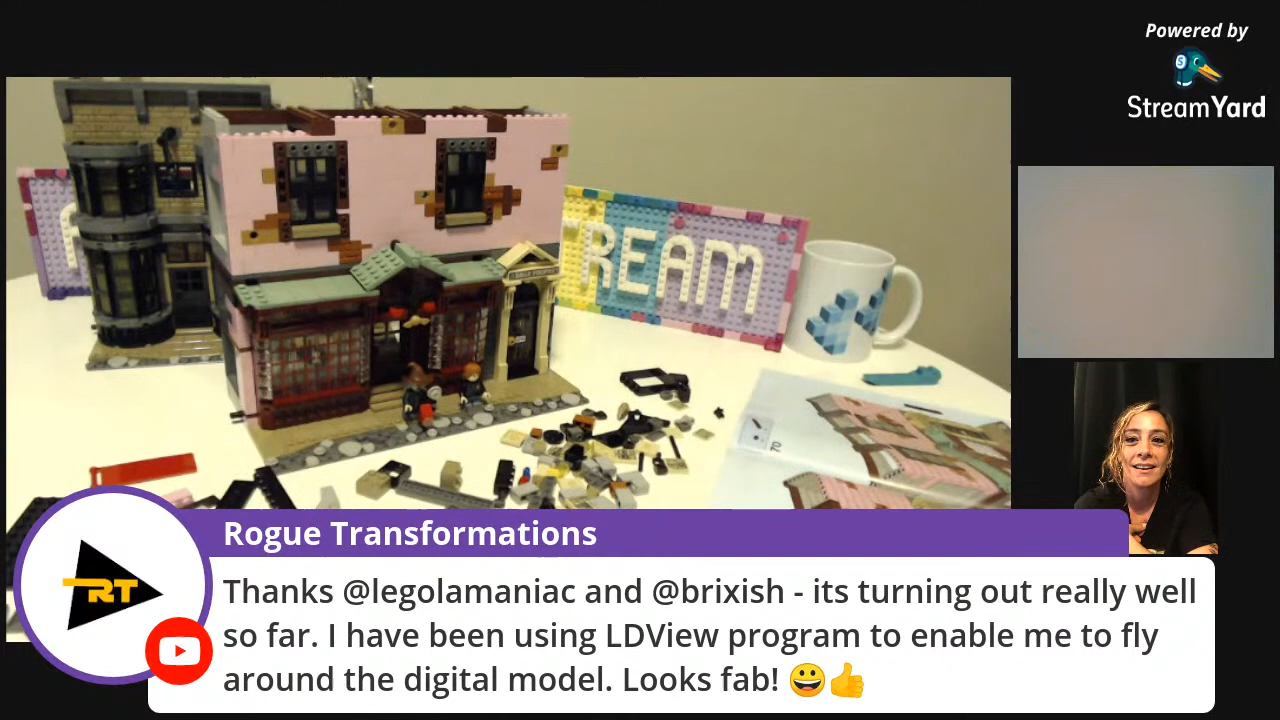 Powered by
StreamYard
REAM
Rogue Transformations
Thanks @legolamaniac and @brixish - its turning out really well
so far. I have been using LDView program to enable me to fly
around the digital model. Looks fab! 😀👍
RT